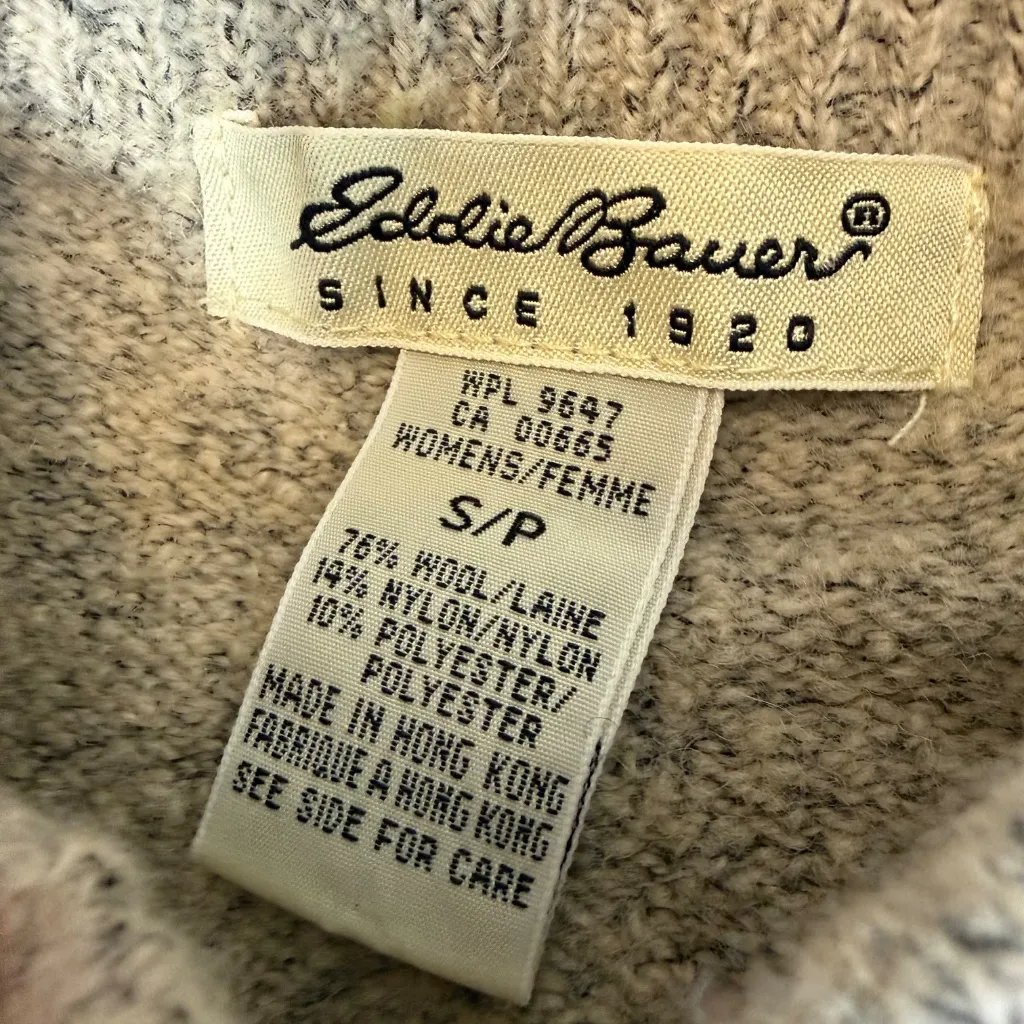 Eddie Bauer®
SINCE 1920
WPL 9647
CA 00665
WOMENS/FEMME
S/P
76% WOOL/LAINE
14% NYLON/NYLON
10% POLYESTER/
POLYESTER
MADE IN HONG KONG
FABRIQUE A HONG KONG
SEE SIDE FOR CARE